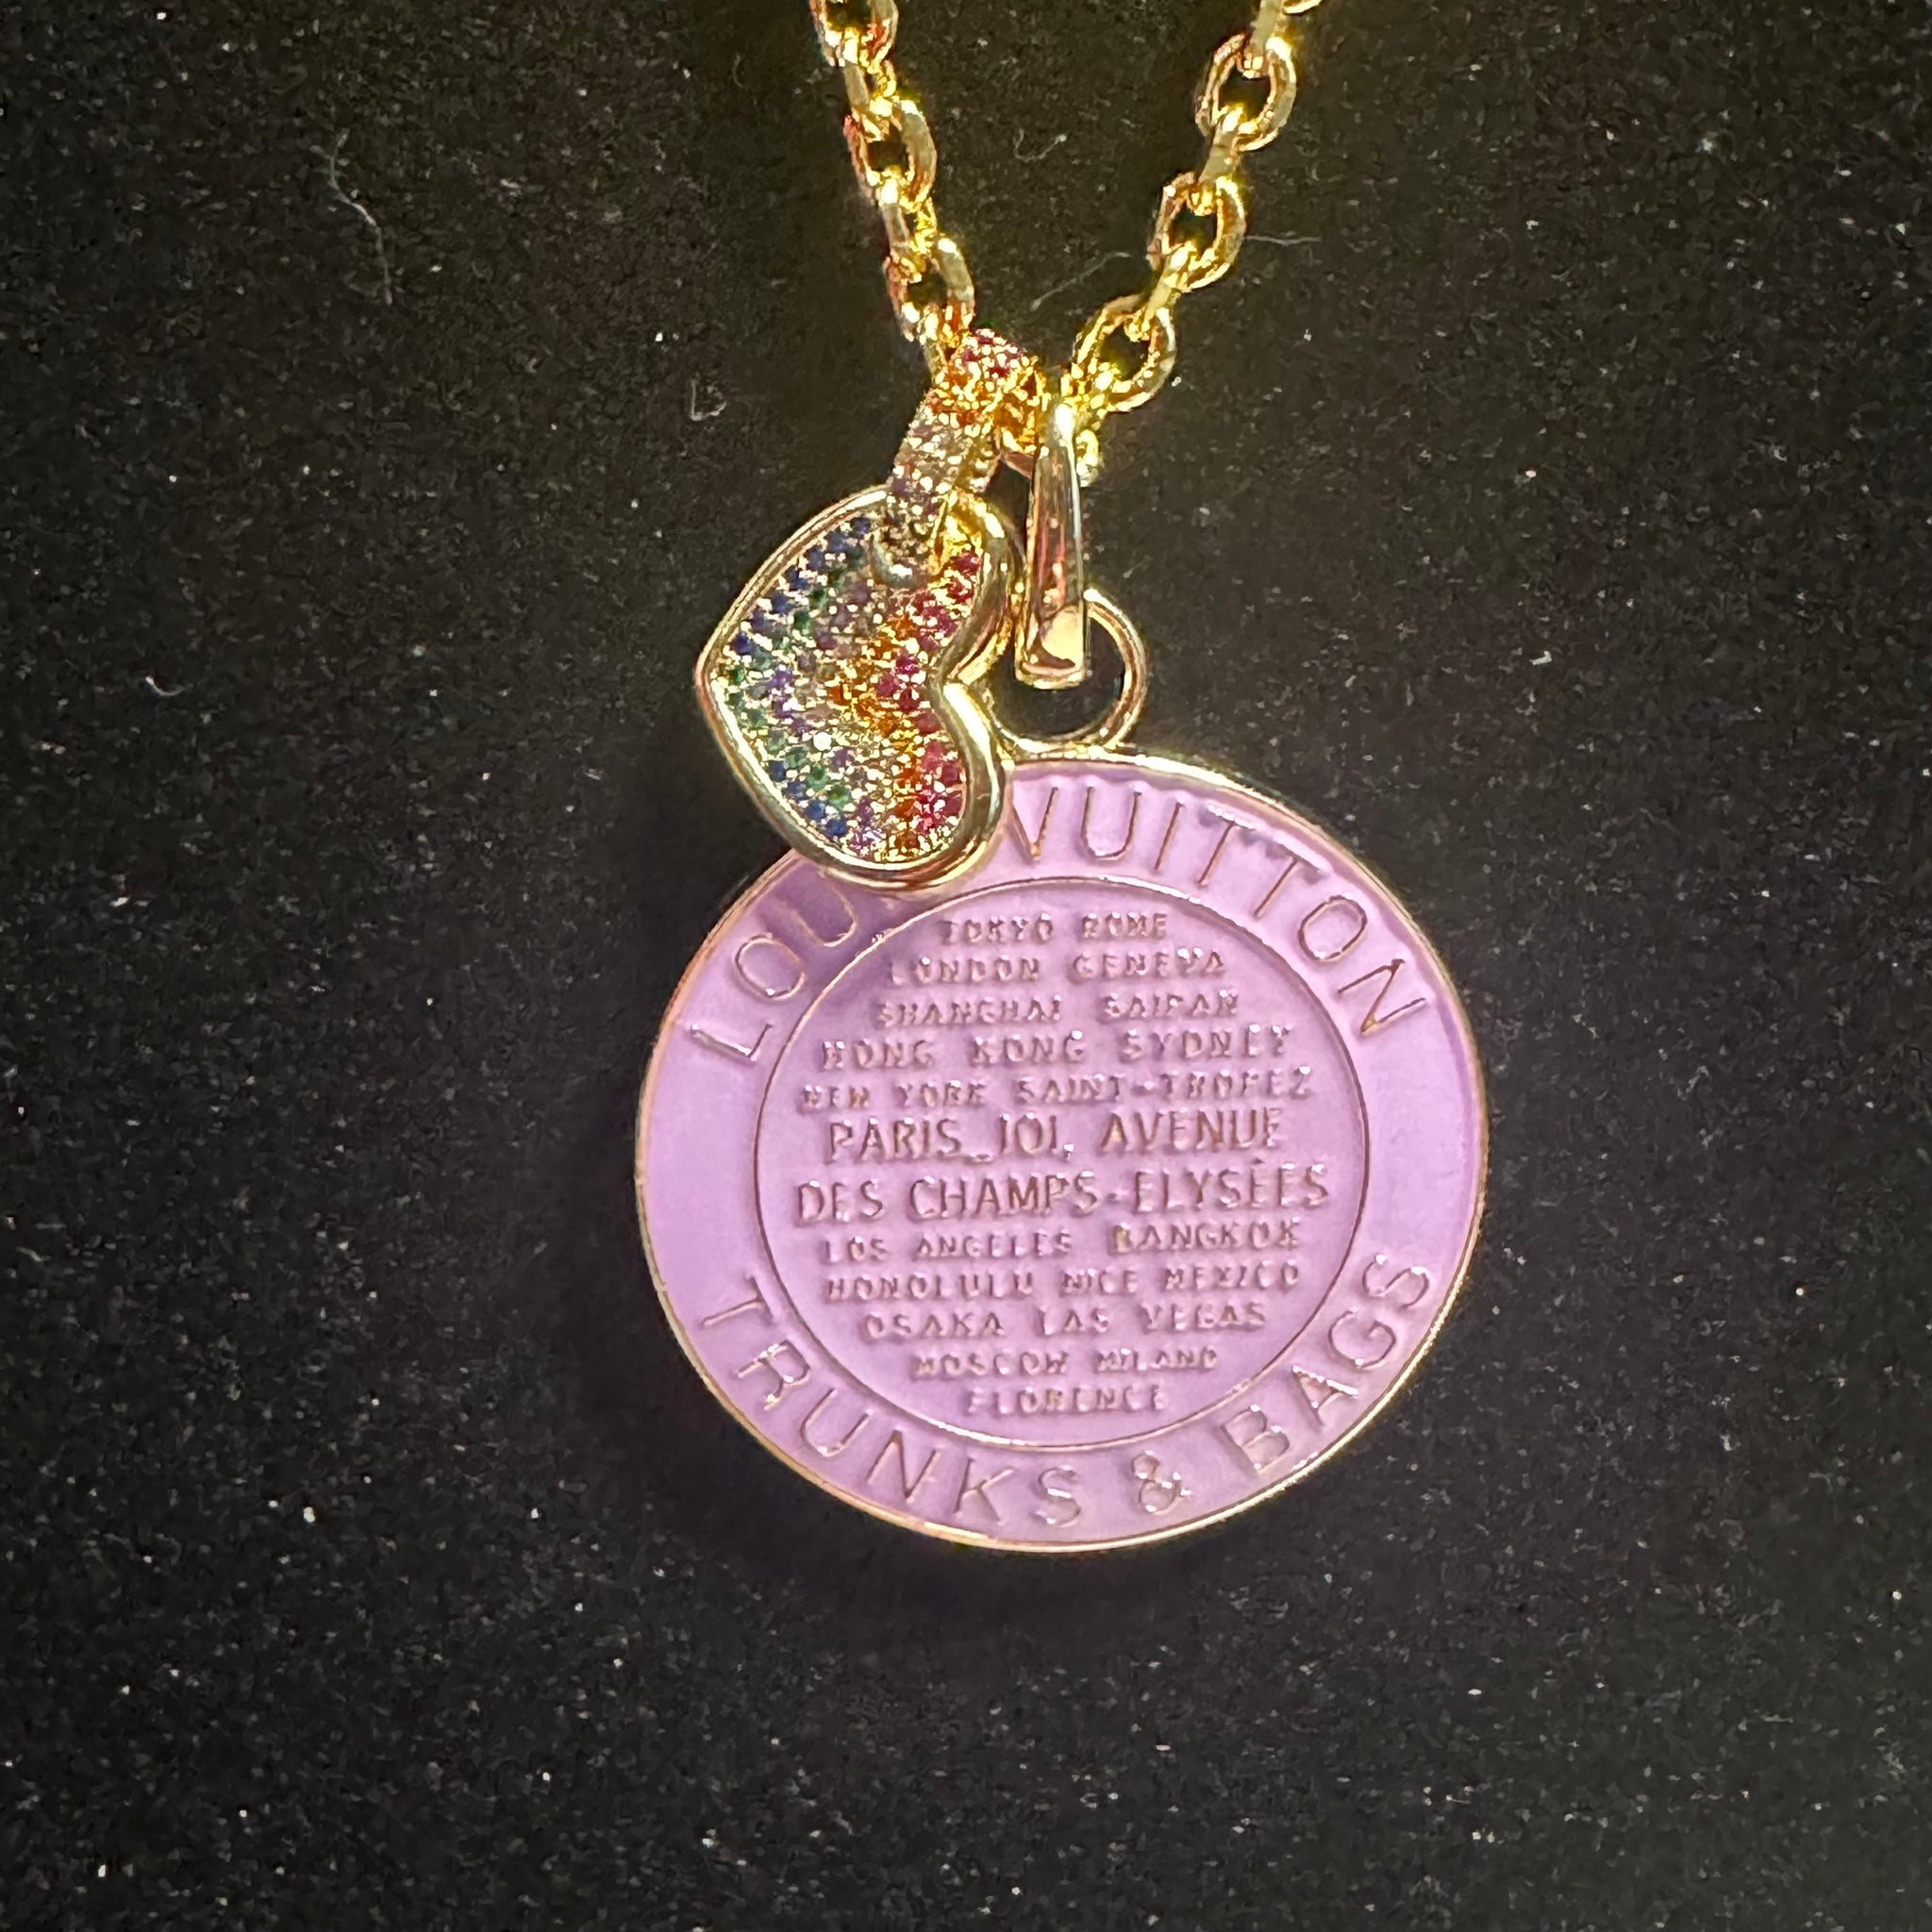 LOU VUITTON
TOKYO ROME
LONDON GENEVA
SHANGHAI SAIPAN
HONG KONG SYDNEY
NEW YORK SAINT-TROPEZ
PARIS_101, AVENUE
DES CHAMPS-ELYSÉES
LOS ANGELES BANGKOK
HONOLULU NICE MEXICO
OSAKA LAS VEGAS
MOSCOW MILANO
FLORENCE
TRUNKS & BAGS